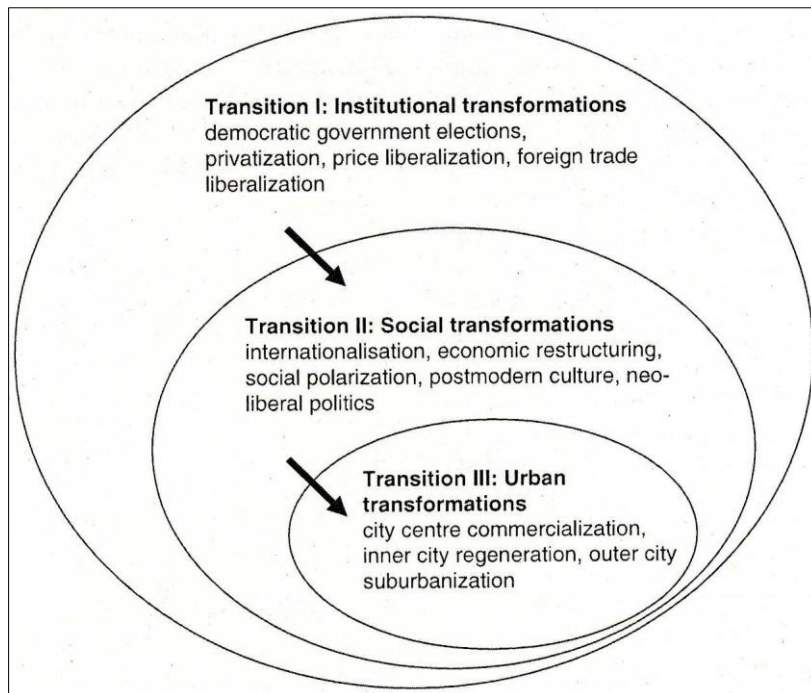 Transition I: Institutional transformations
democratic government elections,
privatization, price liberalization, foreign trade
liberalization
Transition II: Social transformations
internationalisation, economic restructuring,
social polarization, postmodern culture, neo-
liberal politics
Transition III: Urban
transformations
city centre commercialization,
inner city regeneration, outer city
suburbanization